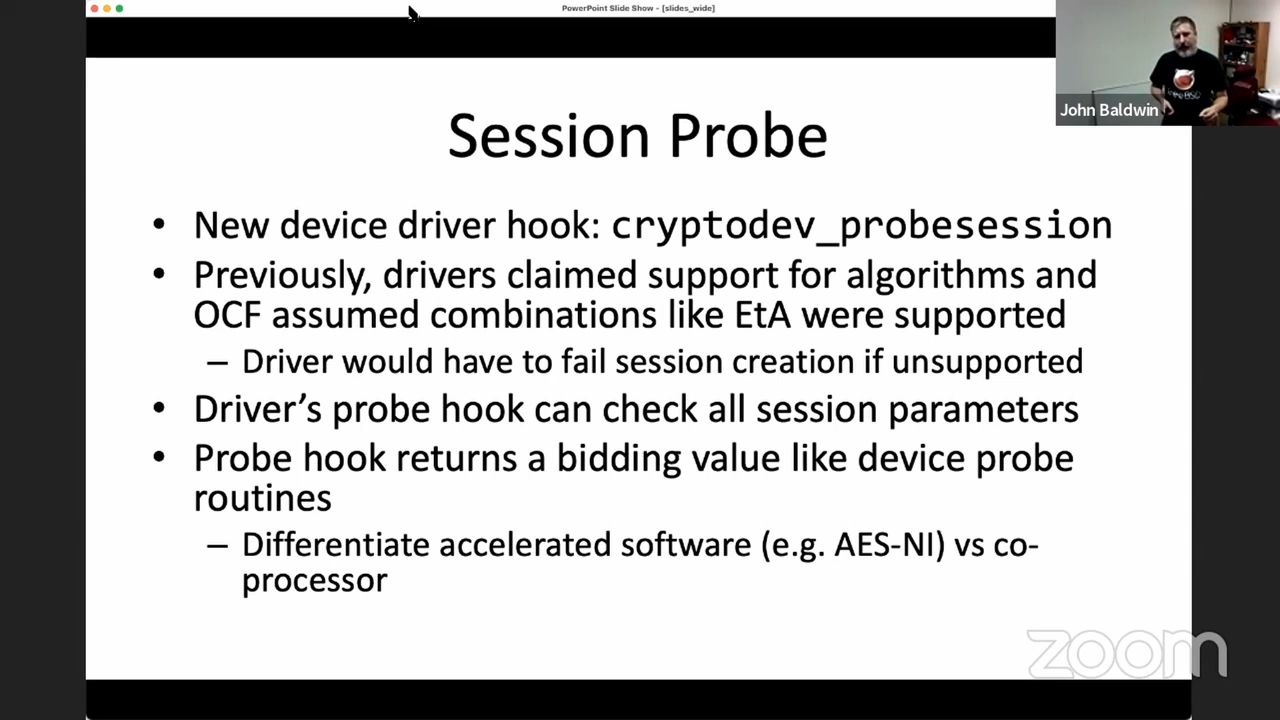 PowerPoint Slide Show - [slides_wide]
John Baldwin
Session Probe
• New device driver hook: cryptodev_probesession
• Previously, drivers claimed support for algorithms and
OCF assumed combinations like EtA were supported
– Driver would have to fail session creation if unsupported
• Driver’s probe hook can check all session parameters
• Probe hook returns a bidding value like device probe
routines
– Differentiate accelerated software (e.g. AES-NI) vs co-
processor
zoom